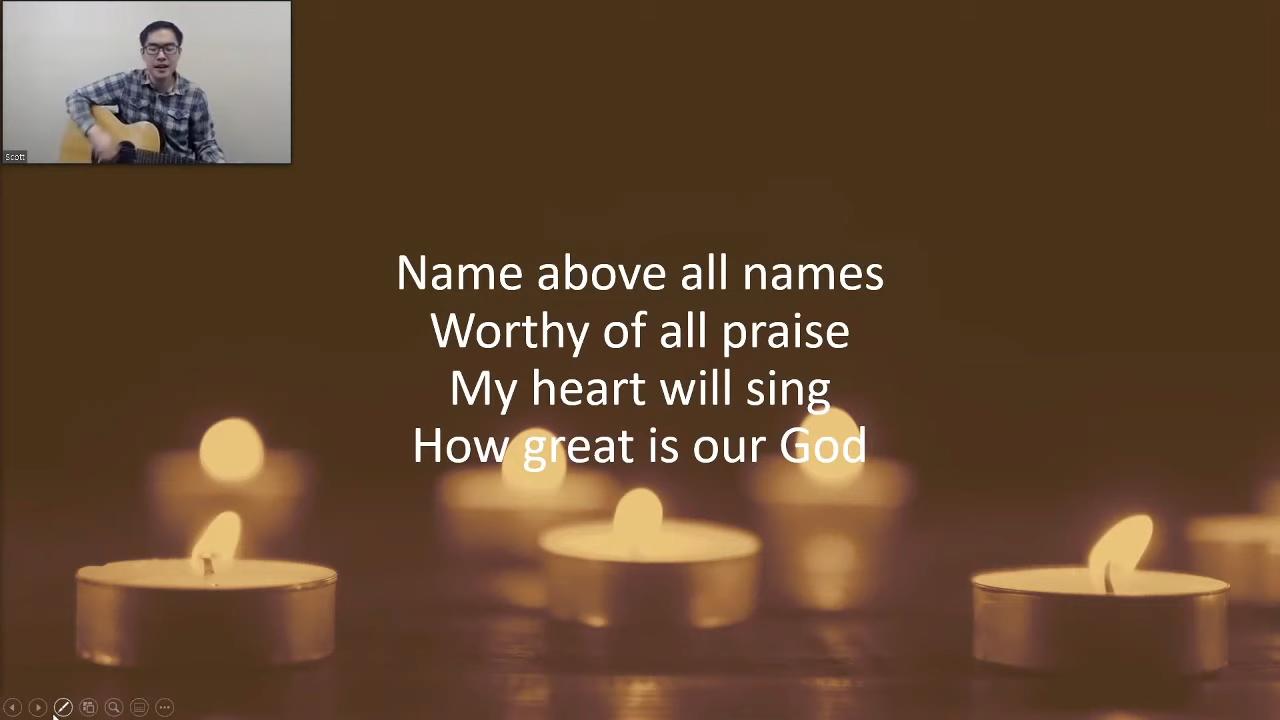 Scott
Name above all names
Worthy of all praise
My heart will sing
How great is our God